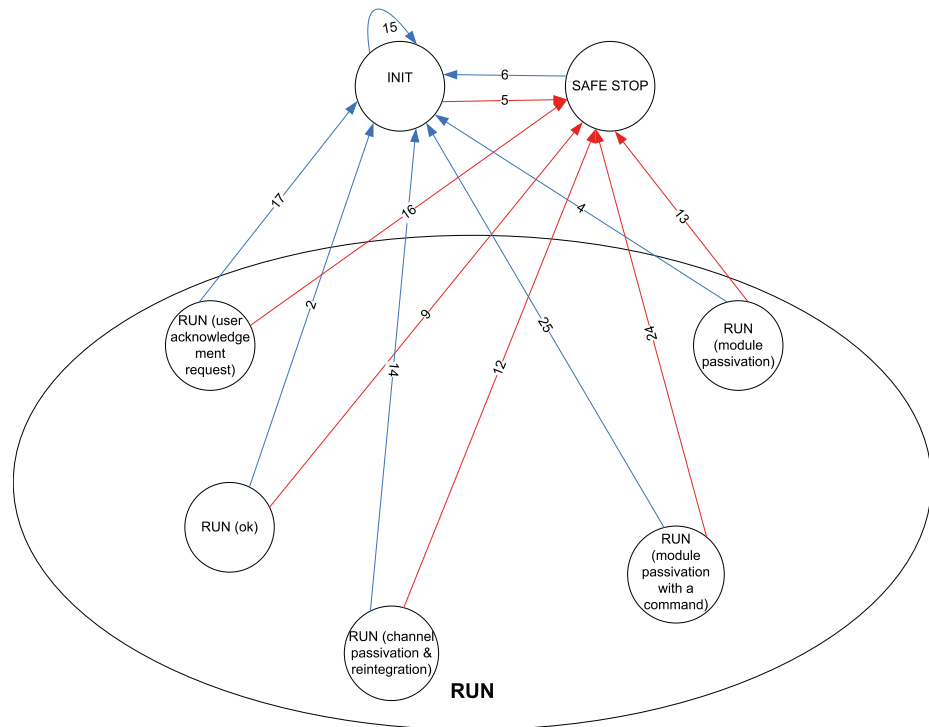 15
INIT
SAFE STOP
6
5
17
16
4
13
RUN (user
acknowledge
ment
request)
2
9
14
12
25
24
RUN
(module
passivation)
RUN (ok)
RUN
(module
passivation
with a
command)
RUN (channel
passivation &
reintegration)
RUN